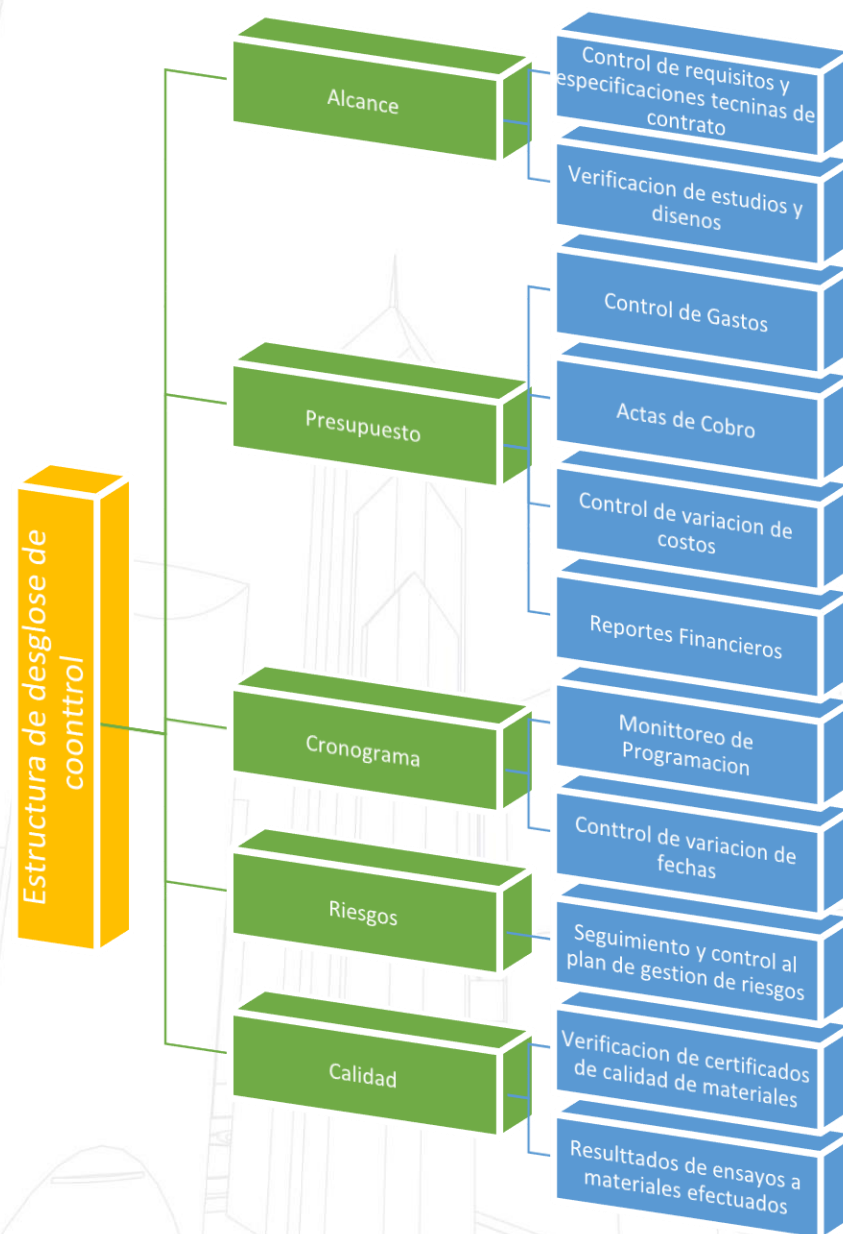 Estructura de desglose de
coonttrol
Alcance
Control de requisitos y
especificaciones tecninas de
contrato
Verificacion de estudios y
disenos
Presupuesto
Control de Gastos
Actas de Cobro
Control de variacion de
costos
Reportes Financieros
Cronograma
Monittoreo de
Programacion
Conttrol de variacion de
fechas
Riesgos
Seguimiento y control al
plan de gestion de riesgos
Calidad
Verificacion de certificados
de calidad de materiales
Resulttados de ensayos a
materiales efectuados